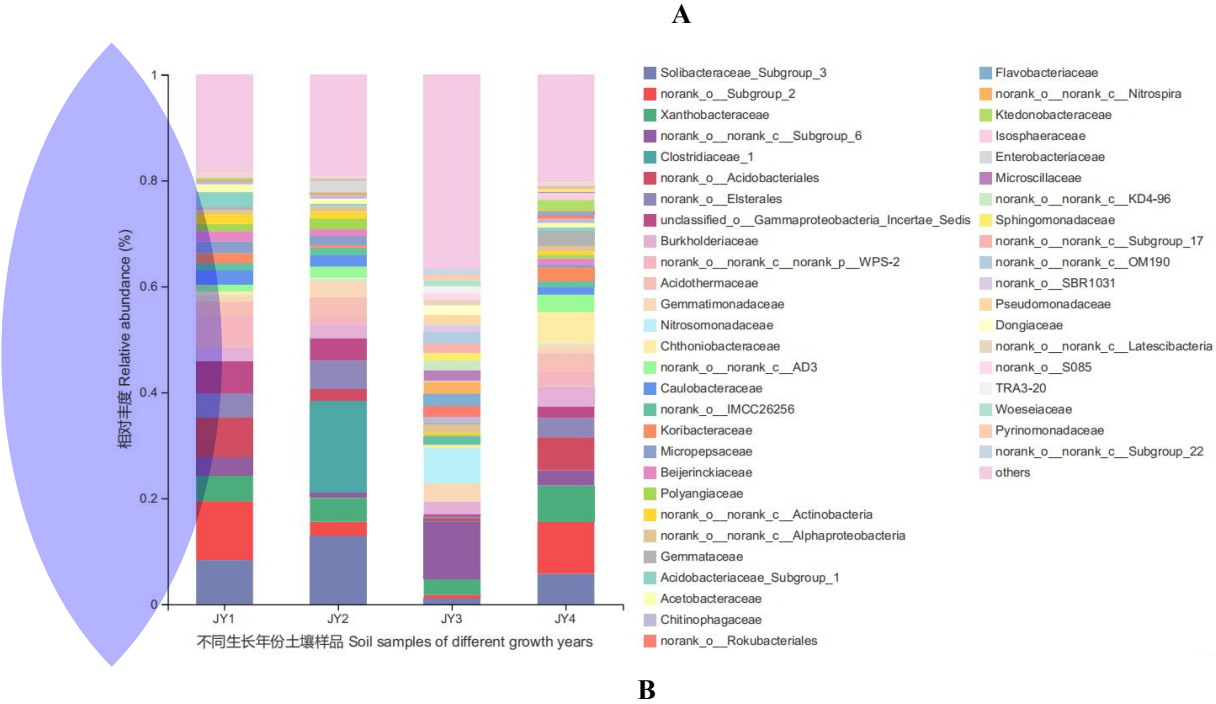 A
1
0.8
0.6
0.4
0.2
0
相对丰度 Relative abundance (%)
JY1
JY2
JY3
JY4
不同生长年份土壤样品 Soil samples of different growth years
Solibacteraceae_Subgroup_3
norank_o__Subgroup_2
Xanthobacteraceae
norank_o__norank_c__Subgroup_6
Clostridiaceae_1
norank_o__Acidobacteriales
norank_o__Elsterales
unclassified_o__Gammaproteobacteria_Incertae_Sedis
Burkholderiaceae
norank_o__norank_c__norank_p__WPS-2
Acidothermaceae
Gemmatimonadaceae
Nitrosomonadaceae
Chthoniobacteraceae
norank_o__norank_c__AD3
Caulobacteraceae
norank_o__IMCC26256
Koribacteraceae
Micropepsaceae
Beijerinckiaceae
Polyangiaceae
norank_o__norank_c__Actinobacteria
norank_o__norank_c__Alphaproteobacteria
Gemmataceae
Acidobacteriaceae_Subgroup_1
Acetobacteraceae
Chitinophagaceae
norank_o__Rokubacteriales
Flavobacteriaceae
norank_o__norank_c__Nitrospira
Ktedonobacteraceae
Isosphaeraceae
Enterobacteriaceae
Microscillaceae
norank_o__norank_c__KD4-96
Sphingomonadaceae
norank_o__norank_c__Subgroup_17
norank_o__norank_c__OM190
norank_o__SBR1031
Pseudomonadaceae
Dongiaceae
norank_o__norank_c__Latescibacteria
norank_o__S085
TRA3-20
Woeseiaceae
Pyrinomonadaceae
norank_o__norank_c__Subgroup_22
others
B